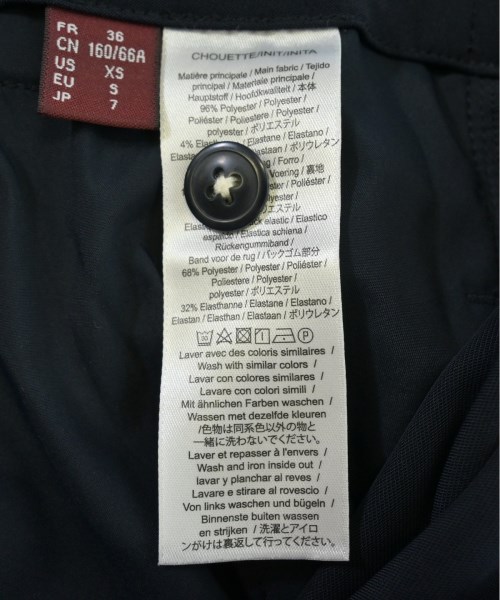 FR 36
CN 160/66A
US XS
EU S
JP 7
CHOUETTE/INIT/INITA
Matière principale / Main fabric / Tejido
principal / Materiale principale /
Hauptstoff / Hoofdkwaliteit / 本体
96% Polyester / Polyester /
Poliéster / Poliestere / Polyester /
polyester / ポリエステル
4% / Elastane / Elastano /
/ Elastaan / ポリウレタン
/ Forro /
Voering / 裏地
/ Polyester /
/ Poliéster /
エステル
elastic / Elastico
/ Elastica schiena /
Rückengummiband /
Band voor de rug / バックゴム部分
68% Polyester / Polyester / Poliéster
/ Poliestere / Polyester /
polyester / ポリエステル
32% Elasthanne / Elastane / Elastano /
Elastan / Elasthan / Elastaan / ポリウレタン
30 P
Laver avec des coloris similaires /
Wash with similar colors /
Lavar con colores similares /
Lavare con colori simili /
Mit ähnlichen Farben waschen /
Wassen met dezelfde kleuren
/色物は同系色以外の物と
一緒に洗わないでください。
Laver et repasser à l'envers /
Wash and iron inside out /
lavar y planchar al reves /
Lavare e stirare al rovescio /
Von links waschen und bügeln /
Binnenste buiten wassen
en strijken / 洗濯とアイロ
ンがけは裏返して行ってください。